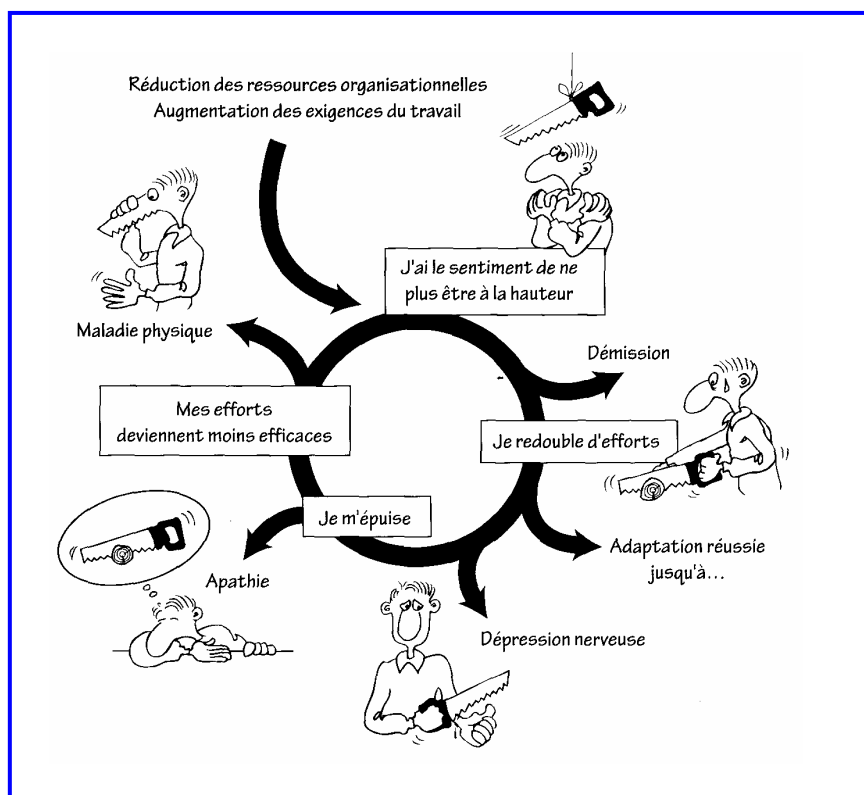 Réduction des ressources organisationnelles
Augmentation des exigences du travail
J'ai le sentiment de ne
plus être à la hauteur
Maladie physique
Démission
Mes efforts
deviennent moins efficaces
Je redouble d'efforts
Je m'épuise
Adaptation réussie
jusqu'à...
Apathie
Dépression nerveuse